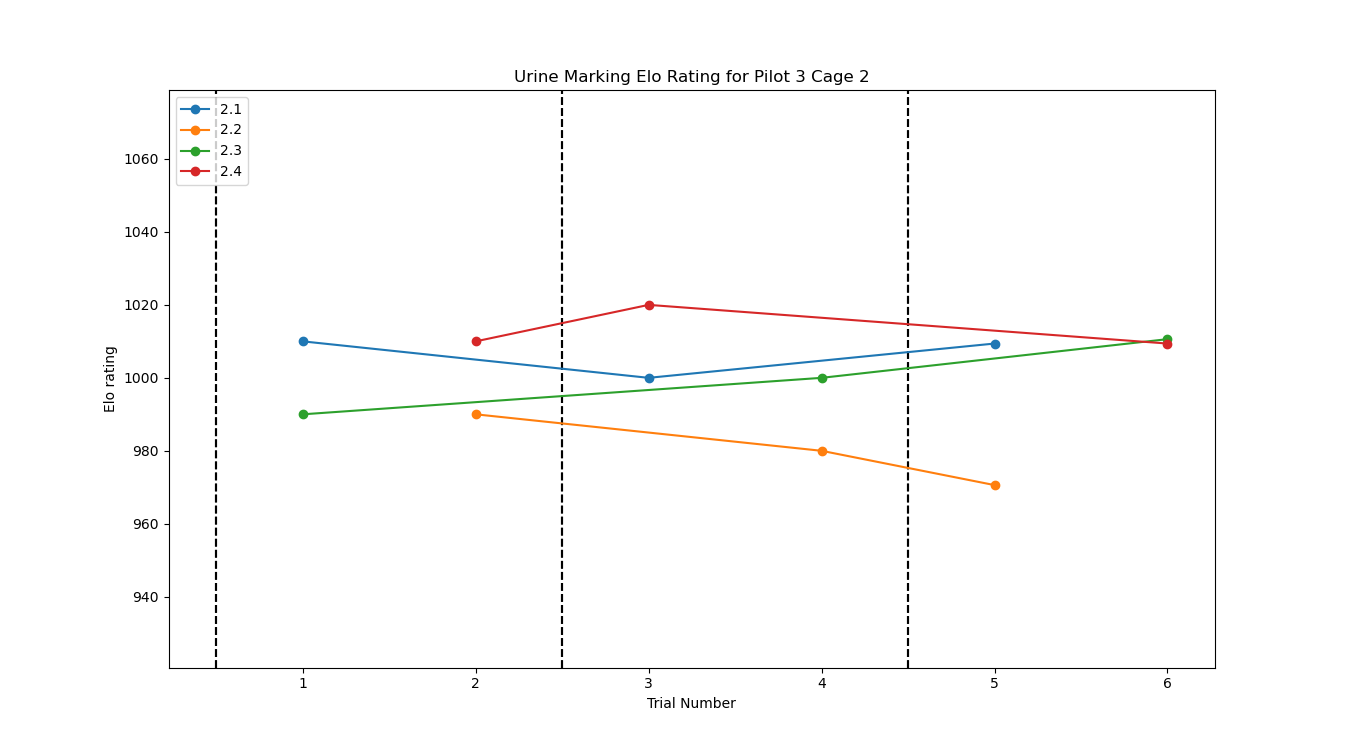 Urine Marking Elo Rating for Pilot 3 Cage 2
2.1
2.2
2.3
2.4
1060
1040
1020
1000
980
960
940
Elo rating
1 2 3 4 5 6
Trial Number